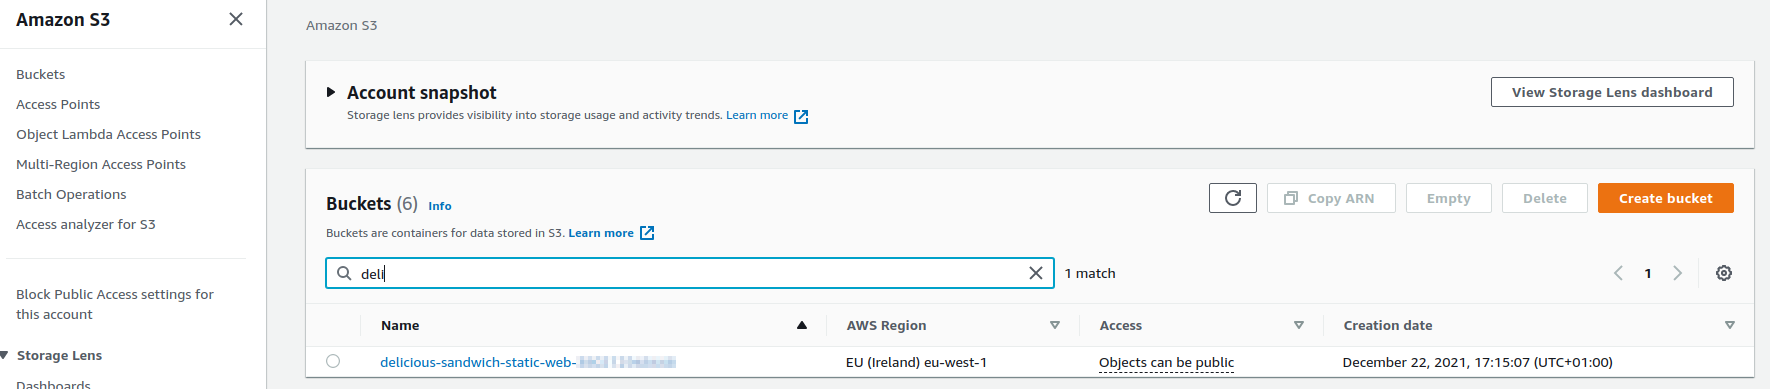 Amazon S3
Buckets
Access Points
Object Lambda Access Points
Multi-Region Access Points
Batch Operations
Access analyzer for S3
Block Public Access settings for
this account
Storage Lens
Dashboards
Amazon S3
Account snapshot
View Storage Lens dashboard
Storage lens provides visibility into storage usage and activity trends. Learn more
Buckets (6) Info
Copy ARN
Empty
Delete
Create bucket
Buckets are containers for data stored in S3. Learn more
deli
1 match
1
Name AWS Region Access Creation date
delicious-sandwich-static-web- EU (Ireland) eu-west-1 Objects can be public December 22, 2021, 17:15:07 (UTC+01:00)